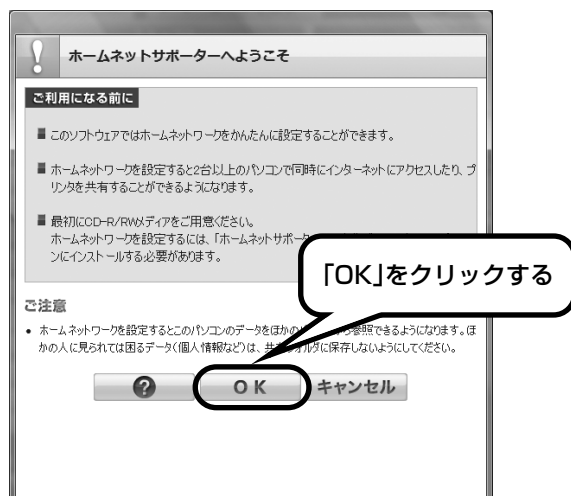 ホームネットサポーターへようこそ
ご利用になる前に
このソフトウェアではホームネットワークをかんたんに設定することができます。
ホームネットワークを設定すると2台以上のパソコンで同時にインターネットにアクセスしたり、プ
リンタを共有することができるようになります。
最初にCD-R/RWメディアをご用意ください。
ホームネットワークを設定するには、「ホームネットサポー
ンにインストールする必要があります。
「OK」をクリックする
ご注意
• ホームネットワークを設定するとこのパソコンのデータをほかの 参照できるようになります。ほ
かの人に見られては困るデータ(個人情報など)は、共有フォルダに保存しないようにしてください。
? OK キャンセル